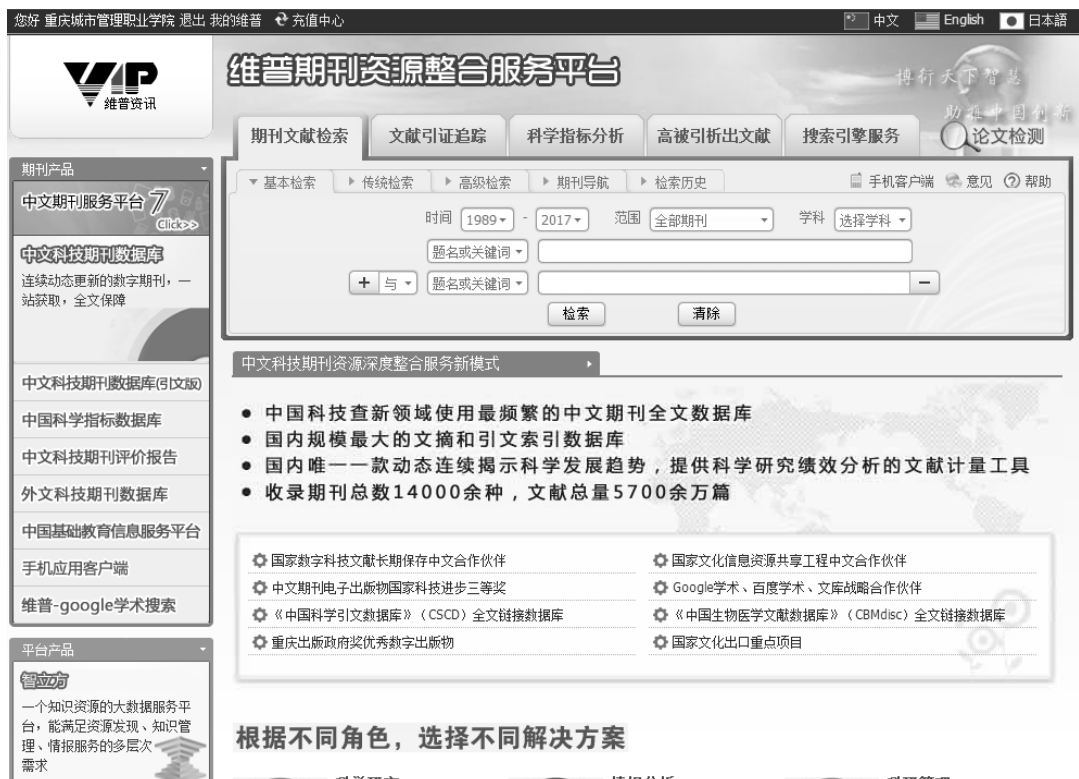 您好 重庆城市管理职业学院 退出 我的维普 充值中心
中文 English 日本語
VIP
维普资讯
维普期刊资源整合服务平台
博行天下智慧
助推中国创新
期刊文献检索 文献引证追踪 科学指标分析 高被引析出文献 搜索引擎服务 论文检测
基本检索 传统检索 高级检索 期刊导航 检索历史 手机客户端 意见 帮助
时间 1989 - 2017 范围 全部期刊 学科 选择学科
题名或关键词
+ 与 题名或关键词 −
检索 清除
期刊产品
中文期刊服务平台 7
Click>>
中文科技期刊数据库
连续动态更新的数字期刊，一
站获取，全文保障
中文科技期刊数据库(引文版)
中国科学指标数据库
中文科技期刊评价报告
外文科技期刊数据库
中国基础教育信息服务平台
手机应用客户端
维普-google学术搜索
平台产品
智立方
一个知识资源的大数据服务平
台，能满足资源发现、知识管
理、情报服务的多层次
需求
中文科技期刊资源深度整合服务新模式
● 中国科技查新领域使用最频繁的中文期刊全文数据库
● 国内规模最大的文摘和引文索引数据库
● 国内唯一一款动态连续揭示科学发展趋势，提供科学研究绩效分析的文献计量工具
● 收录期刊总数14000余种，文献总量5700余万篇
国家数字科技文献长期保存中文合作伙伴 国家文化信息资源共享工程中文合作伙伴
中文期刊电子出版物国家科技进步三等奖 Google学术、百度学术、文库战略合作伙伴
《中国科学引文数据库》（CSCD）全文链接数据库 《中国生物医学文献数据库》（CBMdisc）全文链接数据库
重庆出版政府奖优秀数字出版物 国家文化出口重点项目
根据不同角色，选择不同解决方案